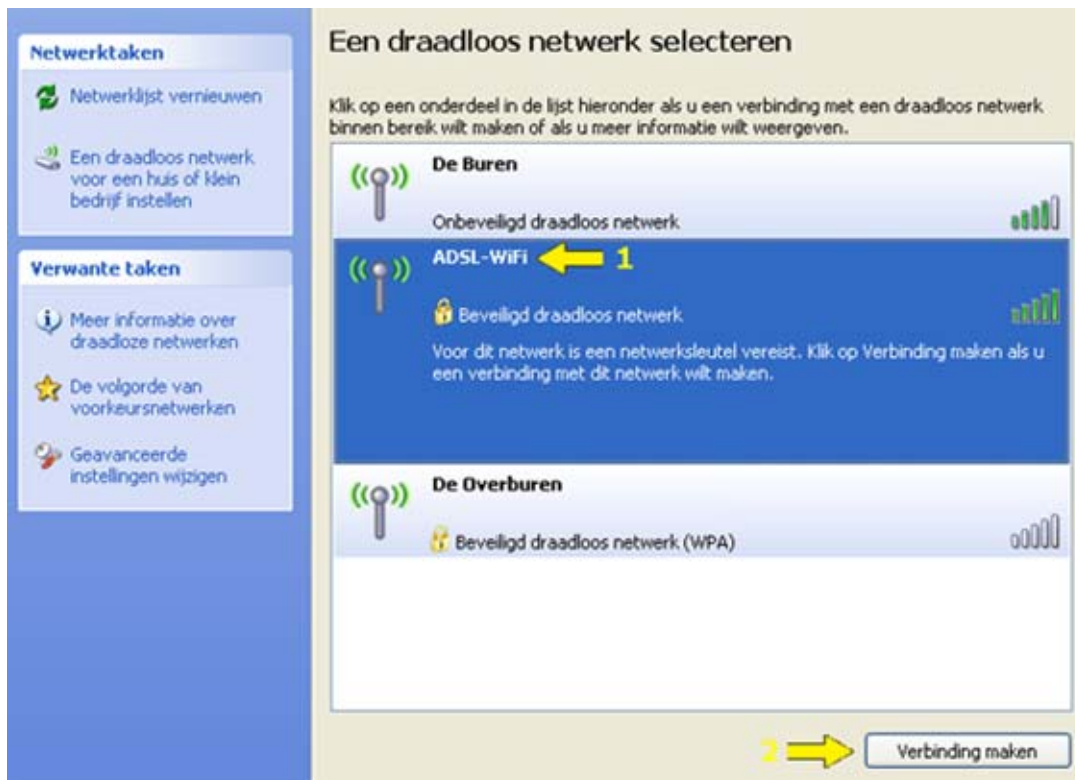 Netwerktaken
Netwerklijst vernieuwen
Een draadloos netwerk
voor een huis of klein
bedrijf instellen
Verwante taken
Meer informatie over
draadloze netwerken
De volgorde van
voorkeursnetwerken
Geavanceerde
instellingen wijzigen
Een draadloos netwerk selecteren
Klik op een onderdeel in de lijst hieronder als u een verbinding met een draadloos netwerk
binnen bereik wilt maken of als u meer informatie wilt weergeven.
De Buren
Onbeveiligd draadloos netwerk
ADSL-WiFi 1
Beveiligd draadloos netwerk
Voor dit netwerk is een netwerksleutel vereist. Klik op Verbinding maken als u
een verbinding met dit netwerk wilt maken.
De Overburen
Beveiligd draadloos netwerk (WPA)
2 Verbinding maken